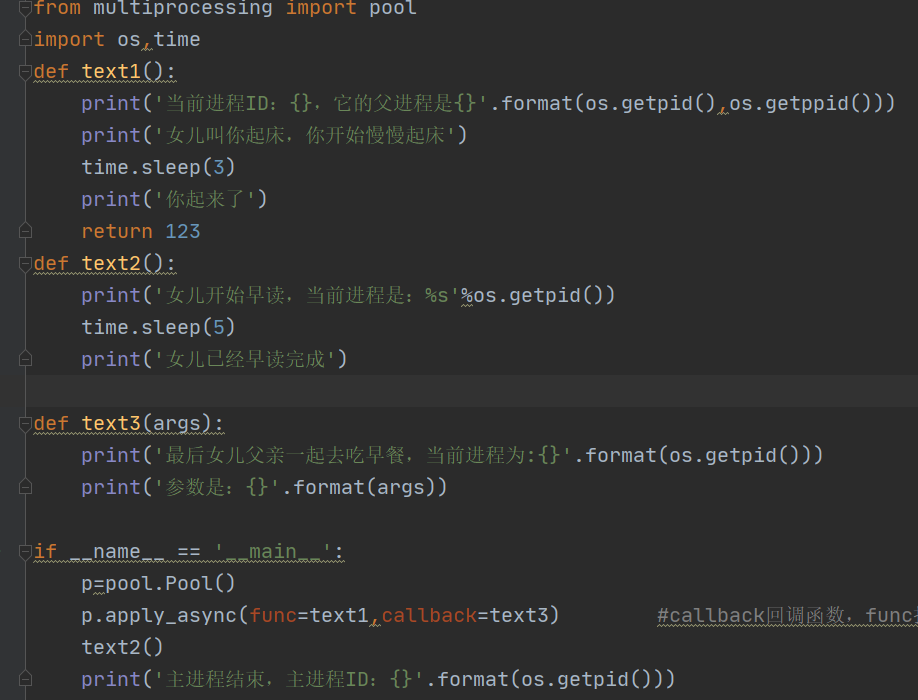 from multiprocessing import pool
import os,time
def text1():
    print('当前进程ID：{}，它的父进程是{}'.format(os.getpid(),os.getppid()))
    print('女儿叫你起床，你开始慢慢起床')
    time.sleep(3)
    print('你起来了')
    return 123
def text2():
    print('女儿开始早读，当前进程是：%s'%os.getpid())
    time.sleep(5)
    print('女儿已经早读完成')
def text3(args):
    print('最后女儿父亲一起去吃早餐，当前进程为:{}'.format(os.getpid()))
    print('参数是：{}'.format(args))
if __name__ == '__main__':
    p=pool.Pool()
    p.apply_async(func=text1,callback=text3)        #callback回调函数，func
    text2()
    print('主进程结束，主进程ID：{}'.format(os.getpid()))